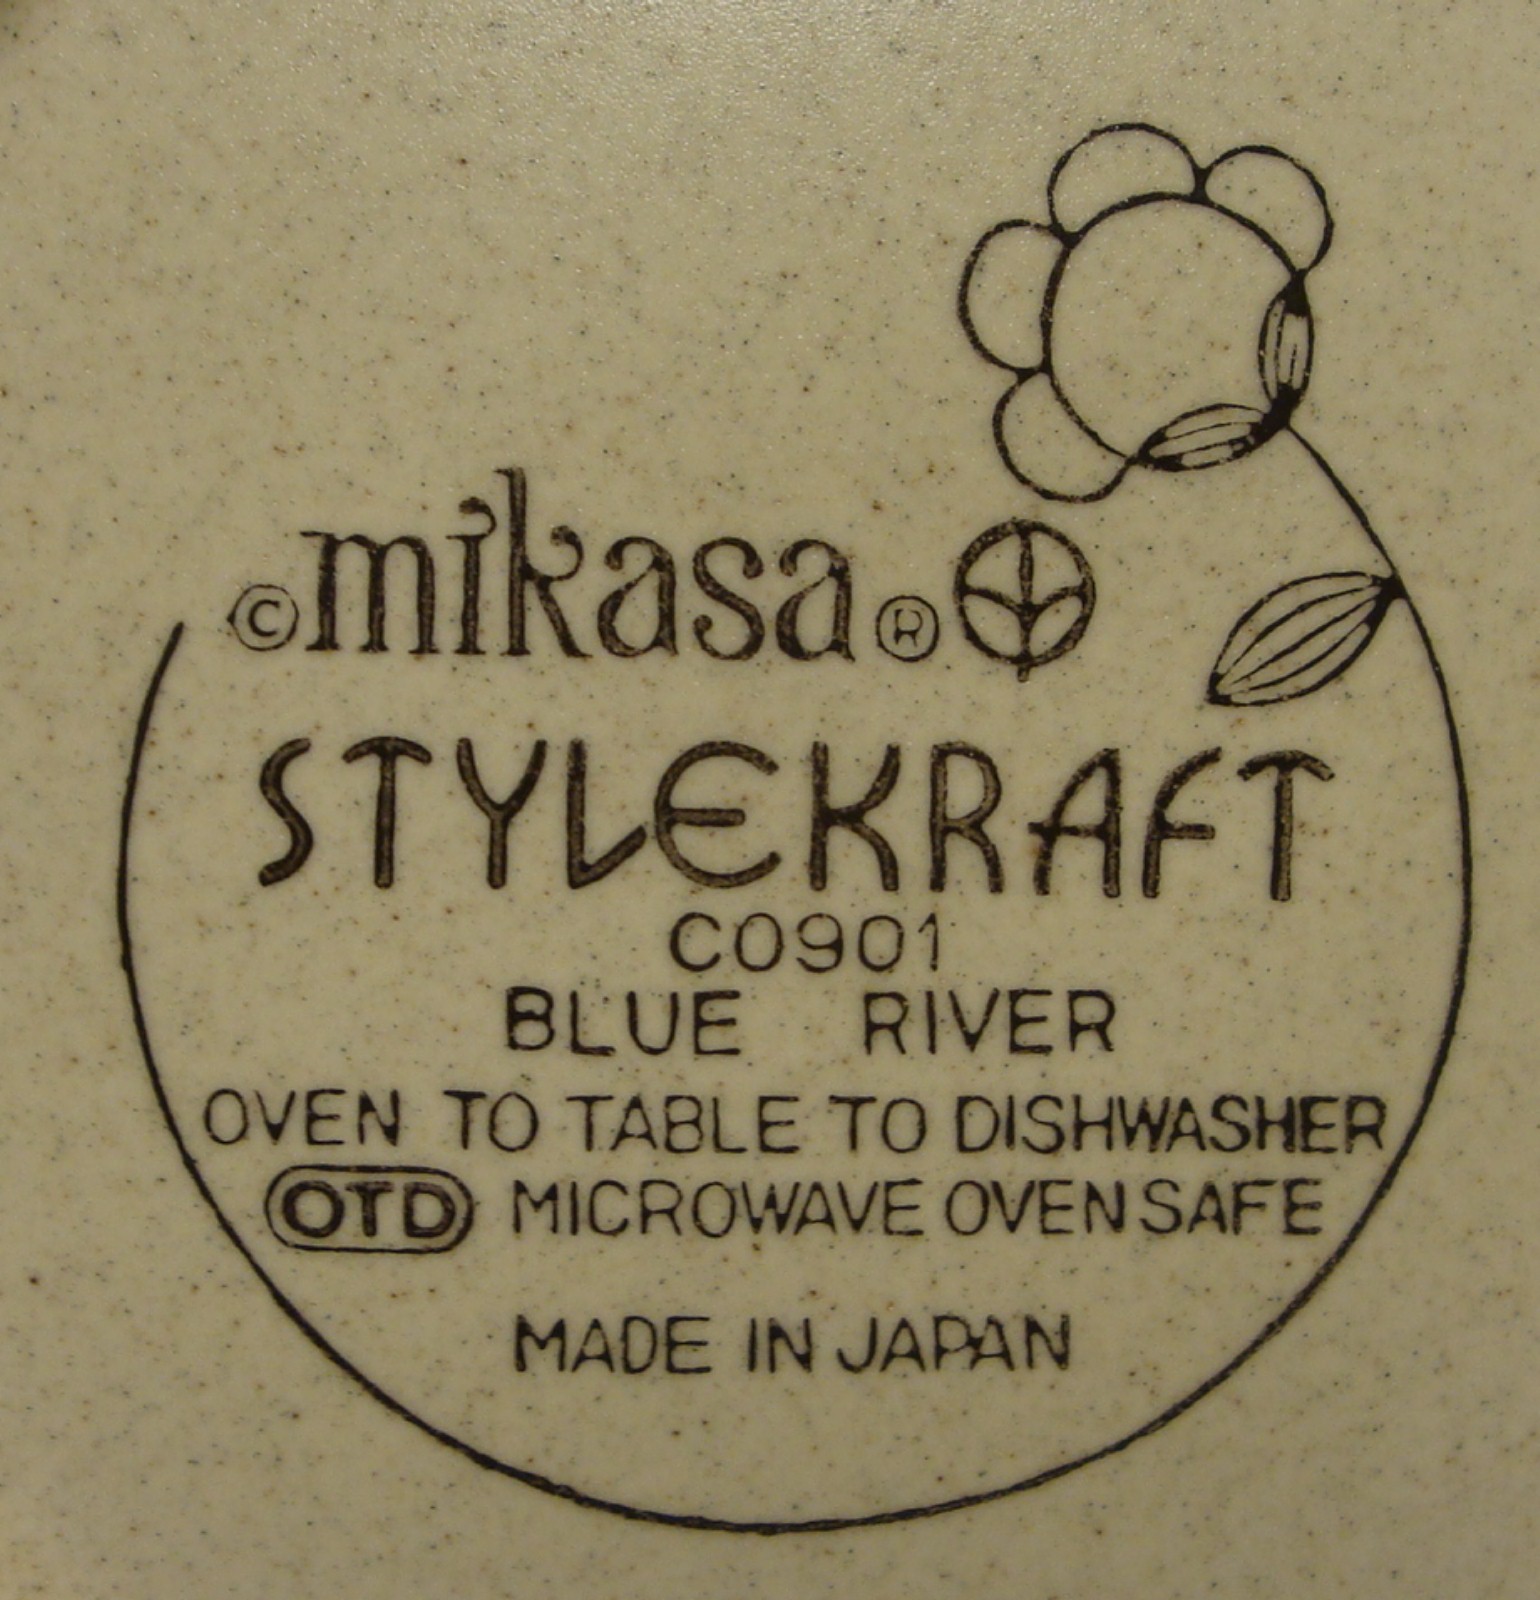 ©mikasa®
STYLEKRAFT
C0901
BLUE RIVER
OVEN TO TABLE TO DISHWASHER
OTD MICROWAVE OVEN SAFE
MADE IN JAPAN